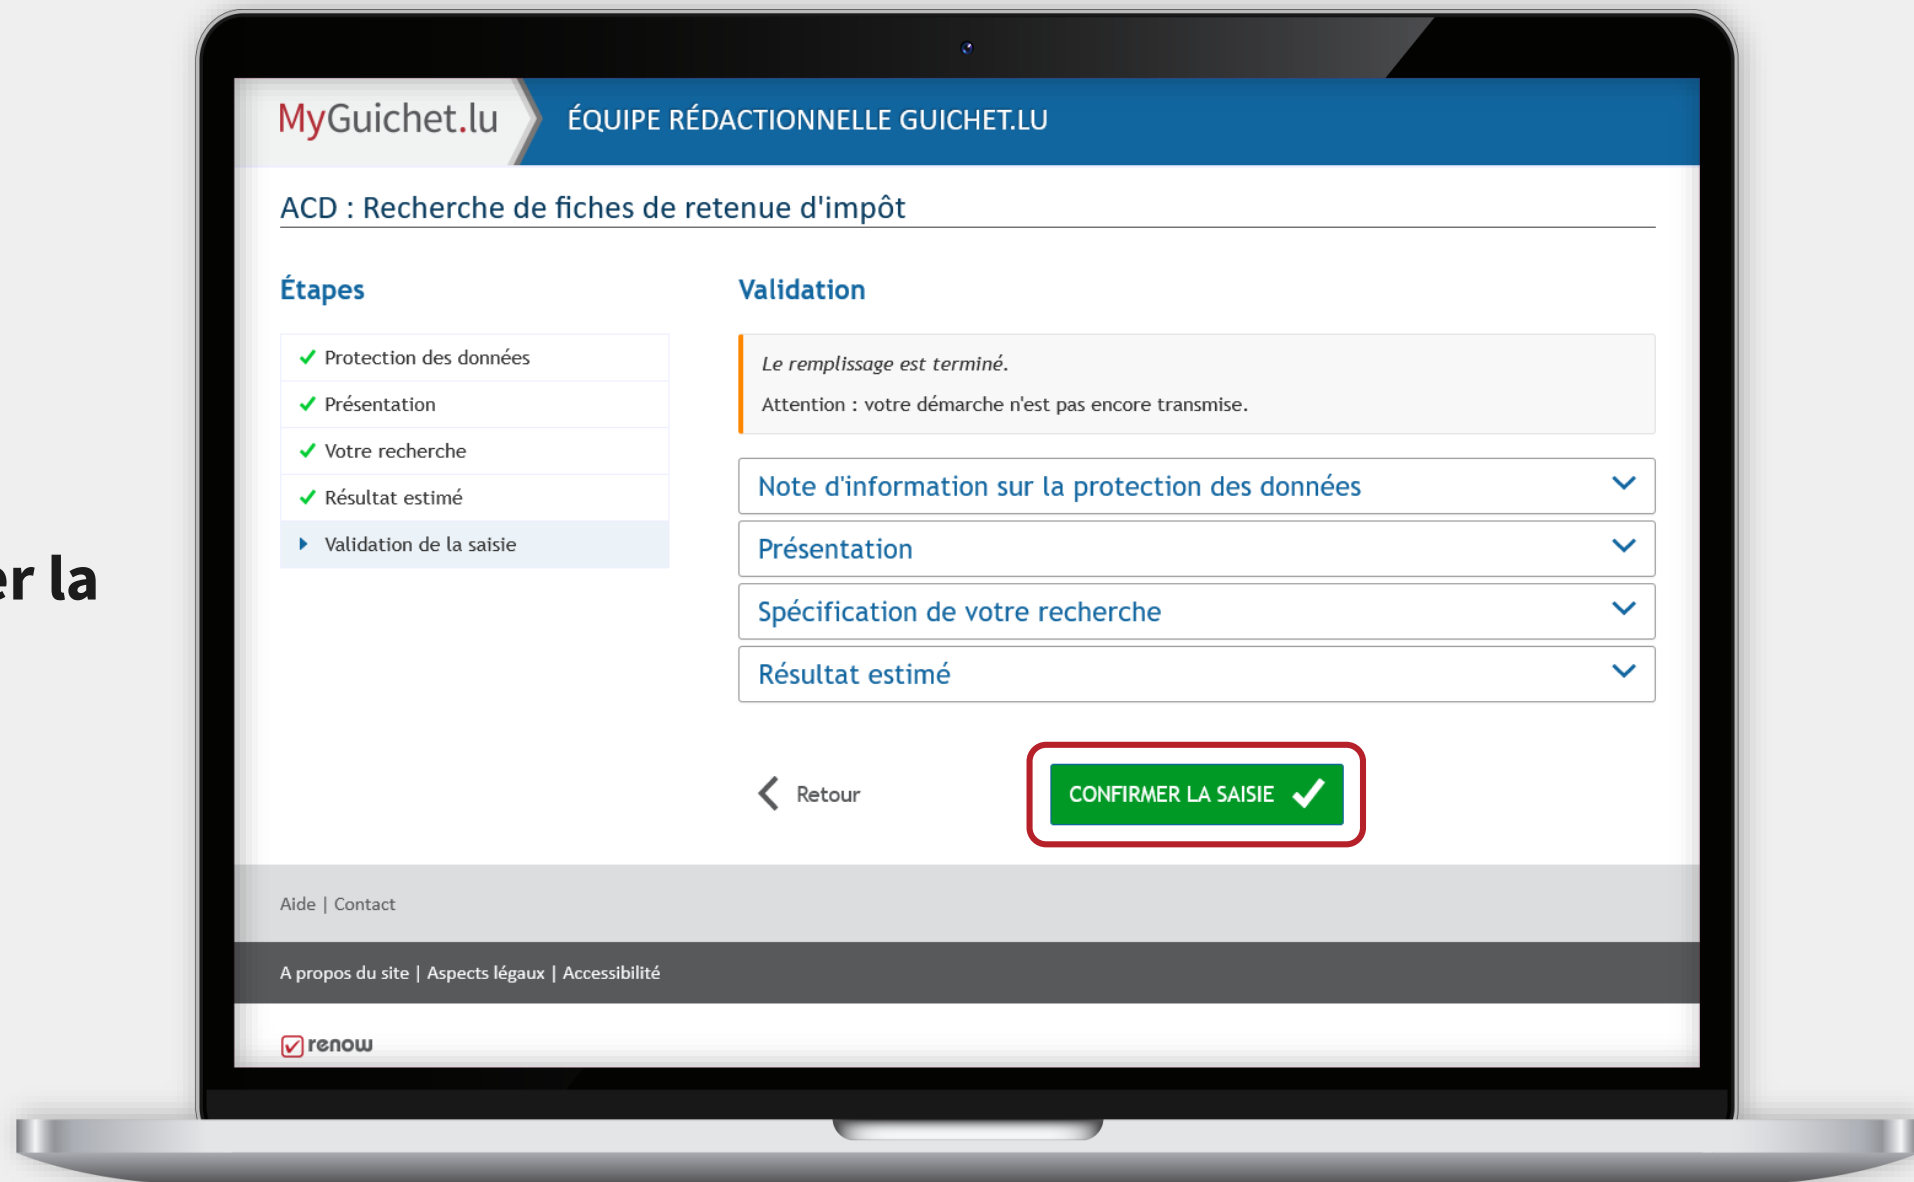 MyGuichet.lu
ÉQUIPE RÉDACTIONNELLE GUICHET.LU
ACD : Recherche de fiches de retenue d'impôt
Étapes
Protection des données
Présentation
Votre recherche
Résultat estimé
Validation de la saisie
Validation
Le remplissage est terminé.
Attention : votre démarche n'est pas encore transmise.
Note d'information sur la protection des données
Présentation
Spécification de votre recherche
Résultat estimé
Retour
CONFIRMER LA SAISIE
Aide | Contact
A propos du site | Aspects légaux | Accessibilité
renow
er la